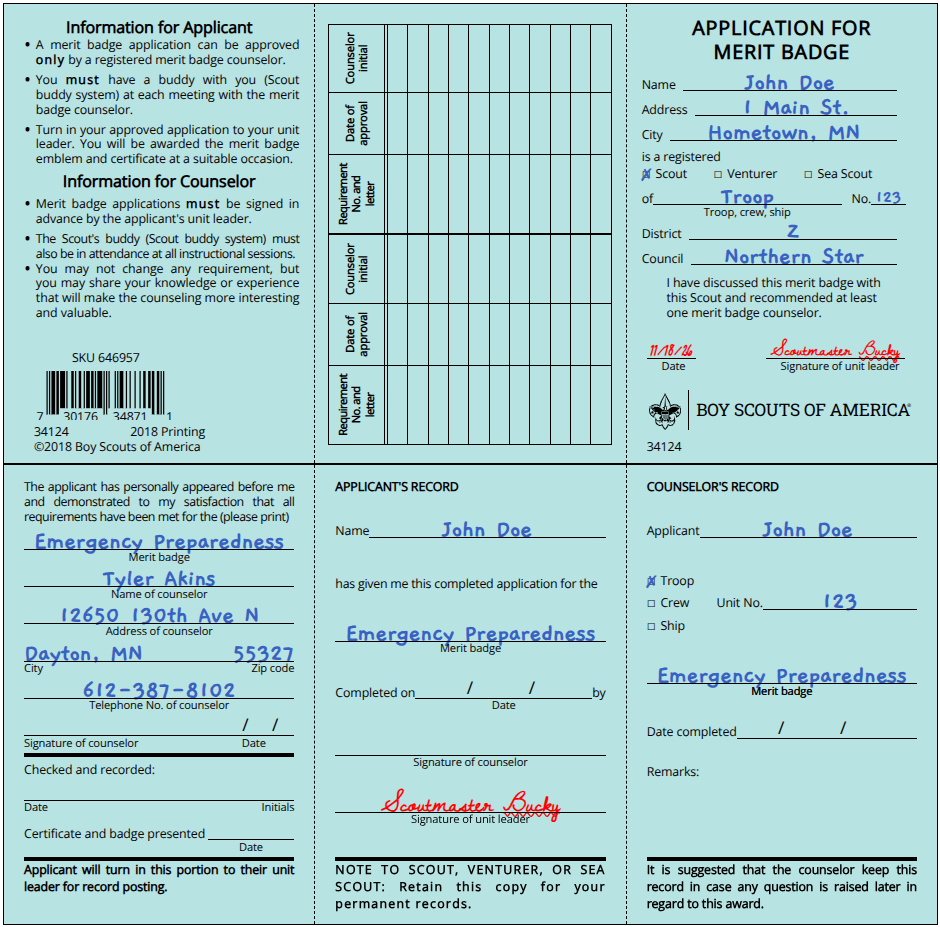 Information for Applicant
• A merit badge application can be approved
only by a registered merit badge counselor.
• You must have a buddy with you (Scout
buddy system) at each meeting with the merit
badge counselor.
• Turn in your approved application to your unit
leader. You will be awarded the merit badge
emblem and certificate at a suitable occasion.
Information for Counselor
• Merit badge applications must be signed in
advance by the applicant's unit leader.
• The Scout's buddy (Scout buddy system) must
also be in attendance at all instructional sessions.
• You may not change any requirement, but
you may share your knowledge or experience
that will make the counseling more interesting
and valuable.
SKU 646957
7 30176 34871 1
34124 2018 Printing
©2018 Boy Scouts of America
Counselor
initial
Date of
approval
Requirement
No. and
letter
Counselor
initial
Date of
approval
Requirement
No. and
letter
APPLICATION FOR
MERIT BADGE
Name John Doe
Address 1 Main St.
City Hometown, MN
is a registered
☒ Scout □ Venturer □ Sea Scout
of Troop No. 123
Troop, crew, ship
District Z
Council Northern Star
I have discussed this merit badge with
this Scout and recommended at least
one merit badge counselor.
11/18/26 Scoutmaster Bucky
Date Signature of unit leader
BOY SCOUTS OF AMERICA®
34124
The applicant has personally appeared before me
and demonstrated to my satisfaction that all
requirements have been met for the (please print)
Emergency Preparedness
Merit badge
Tyler Akins
Name of counselor
12650 130th Ave N
Address of counselor
Dayton, MN 55327
City Zip code
612-387-8102
Telephone No. of counselor
/ /
Signature of counselor Date
Checked and recorded:
Date Initials
Certificate and badge presented
Date
Applicant will turn in this portion to their unit
leader for record posting.
APPLICANT'S RECORD
Name John Doe
has given me this completed application for the
Emergency Preparedness
Merit badge
Completed on / / by
Date
Signature of counselor
Scoutmaster Bucky
Signature of unit leader
NOTE TO SCOUT, VENTURER, OR SEA
SCOUT: Retain this copy for your
permanent records.
COUNSELOR'S RECORD
Applicant John Doe
☒ Troop
□ Crew Unit No. 123
□ Ship
Emergency Preparedness
Merit badge
Date completed / /
Remarks:
It is suggested that the counselor keep this
record in case any question is raised later in
regard to this award.